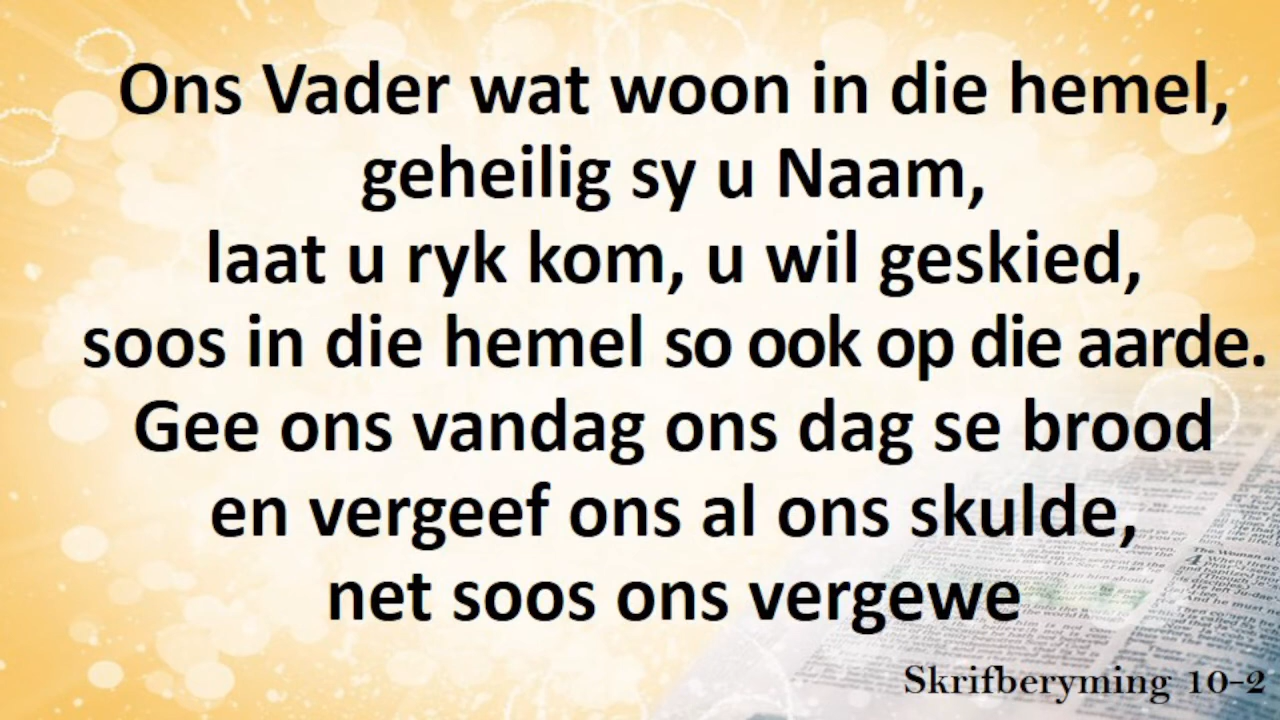 Ons Vader wat woon in die hemel,
geheilig sy u Naam,
laat u ryk kom, u wil geskied,
soos in die hemel so ook op die aarde.
Gee ons vandag ons dag se brood
en vergeef ons al ons skulde,
net soos ons vergewe
Skrifberyming 10-2